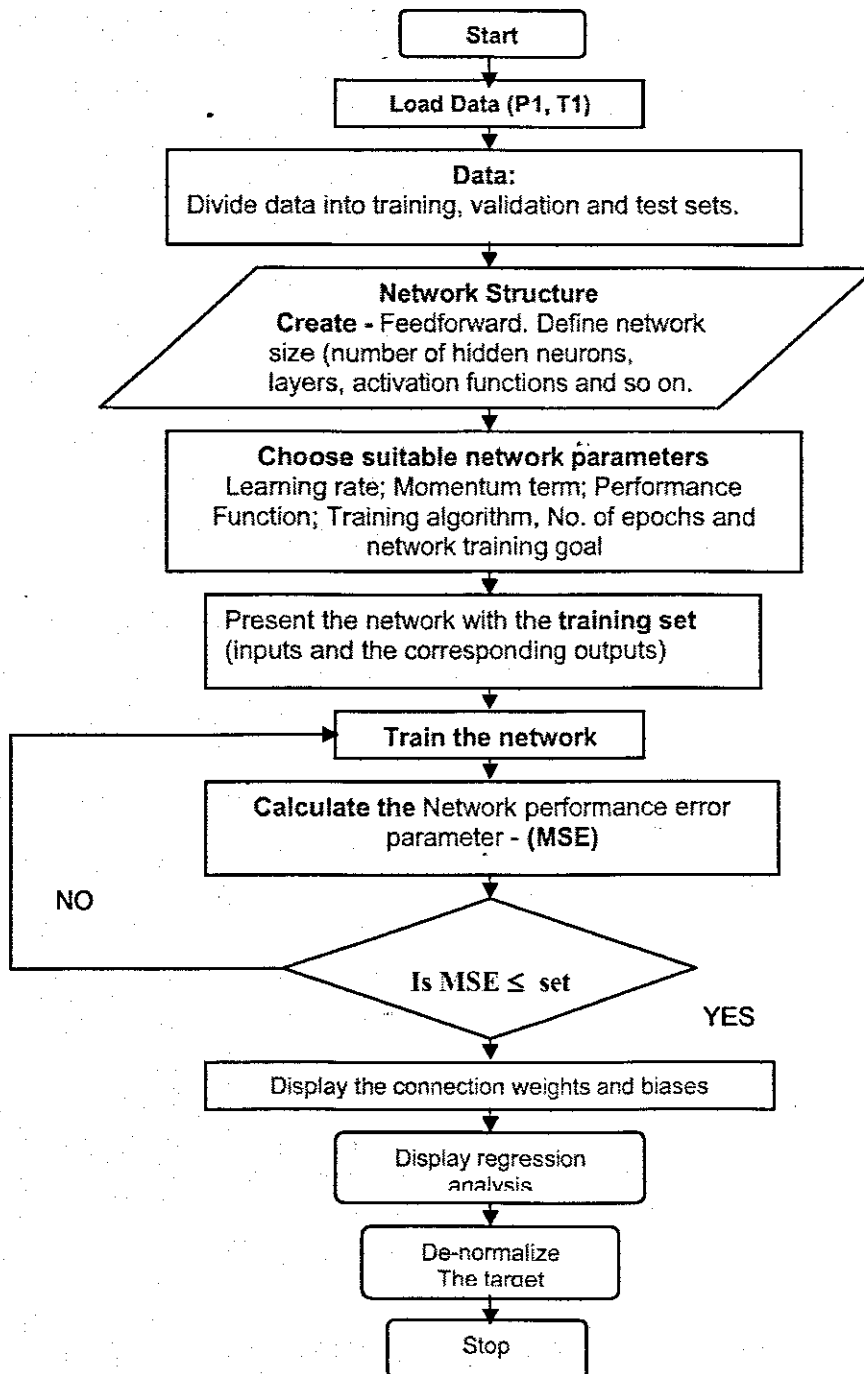 Start
Load Data (P1, T1)
Data:
Divide data into training, validation and test sets.
Network Structure
Create - Feedforward. Define network
size (number of hidden neurons,
layers, activation functions and so on.
Choose suitable network parameters
Learning rate; Momentum term; Performance
Function; Training algorithm, No. of epochs and
network training goal
Present the network with the training set
(inputs and the corresponding outputs)
Train the network
Calculate the Network performance error
parameter - (MSE)
NO
Is MSE ≤ set
YES
Display the connection weights and biases
Display regression
analysis
De-normalize
The target
Stop